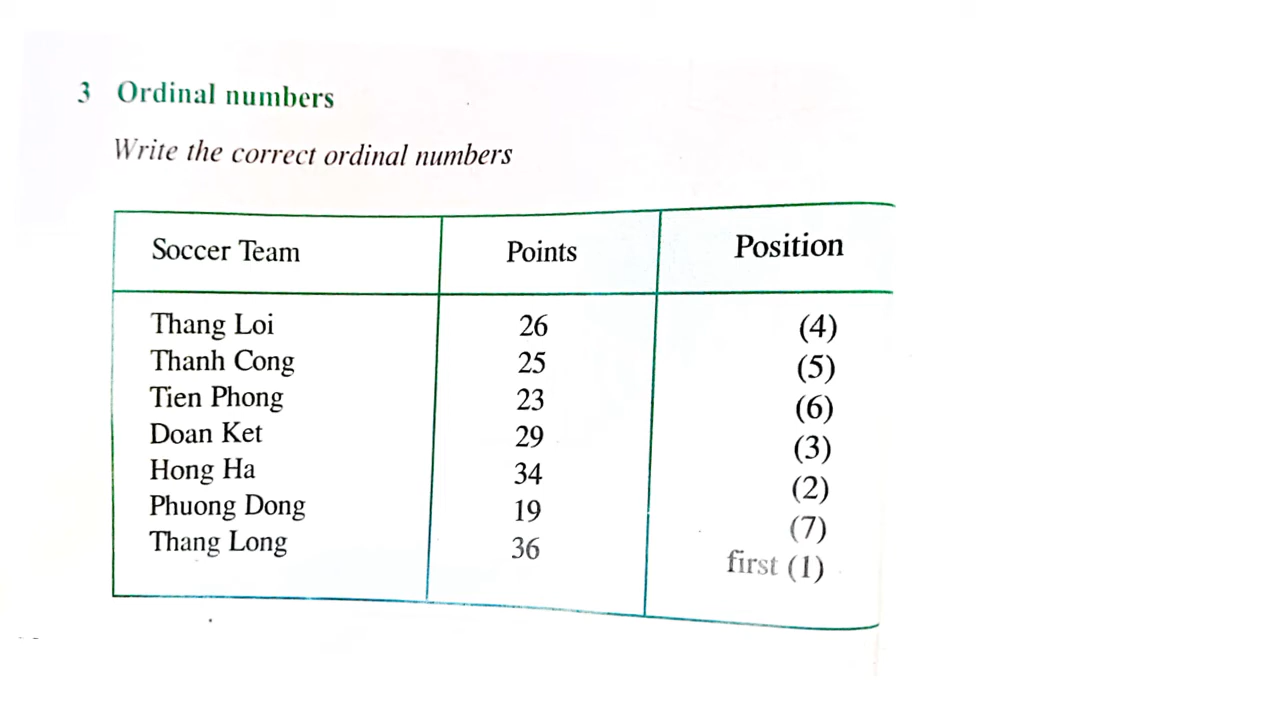 3 Ordinal numbers
Write the correct ordinal numbers
Soccer Team Points Position
Thang Loi 26 (4)
Thanh Cong 25 (5)
Tien Phong 23 (6)
Doan Ket 29 (3)
Hong Ha 34 (2)
Phuong Dong 19 (7)
Thang Long 36 first (1)